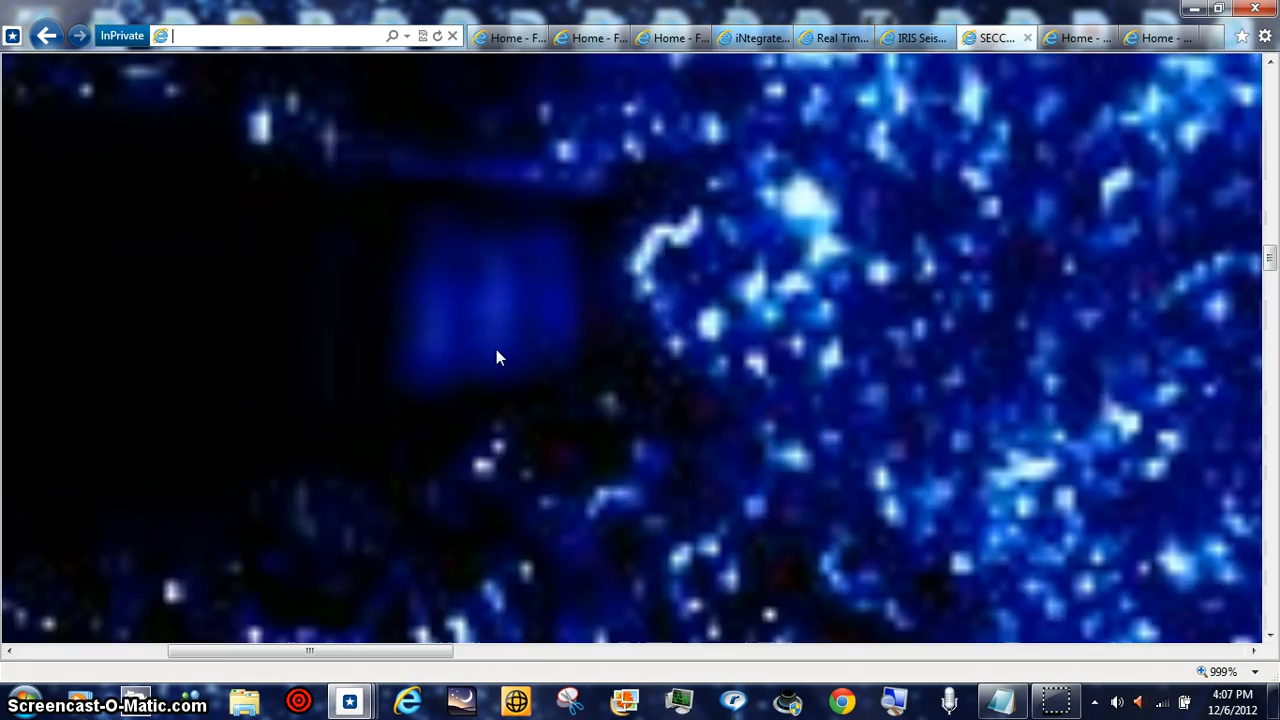 InPrivate
Home - F...
Home - F...
Home - F...
iNtegrate...
Real Tim...
IRIS Seis...
SECC...
Home - ...
Home - ...
999%
4:07 PM
12/6/2012
Screencast-O-Matic.com